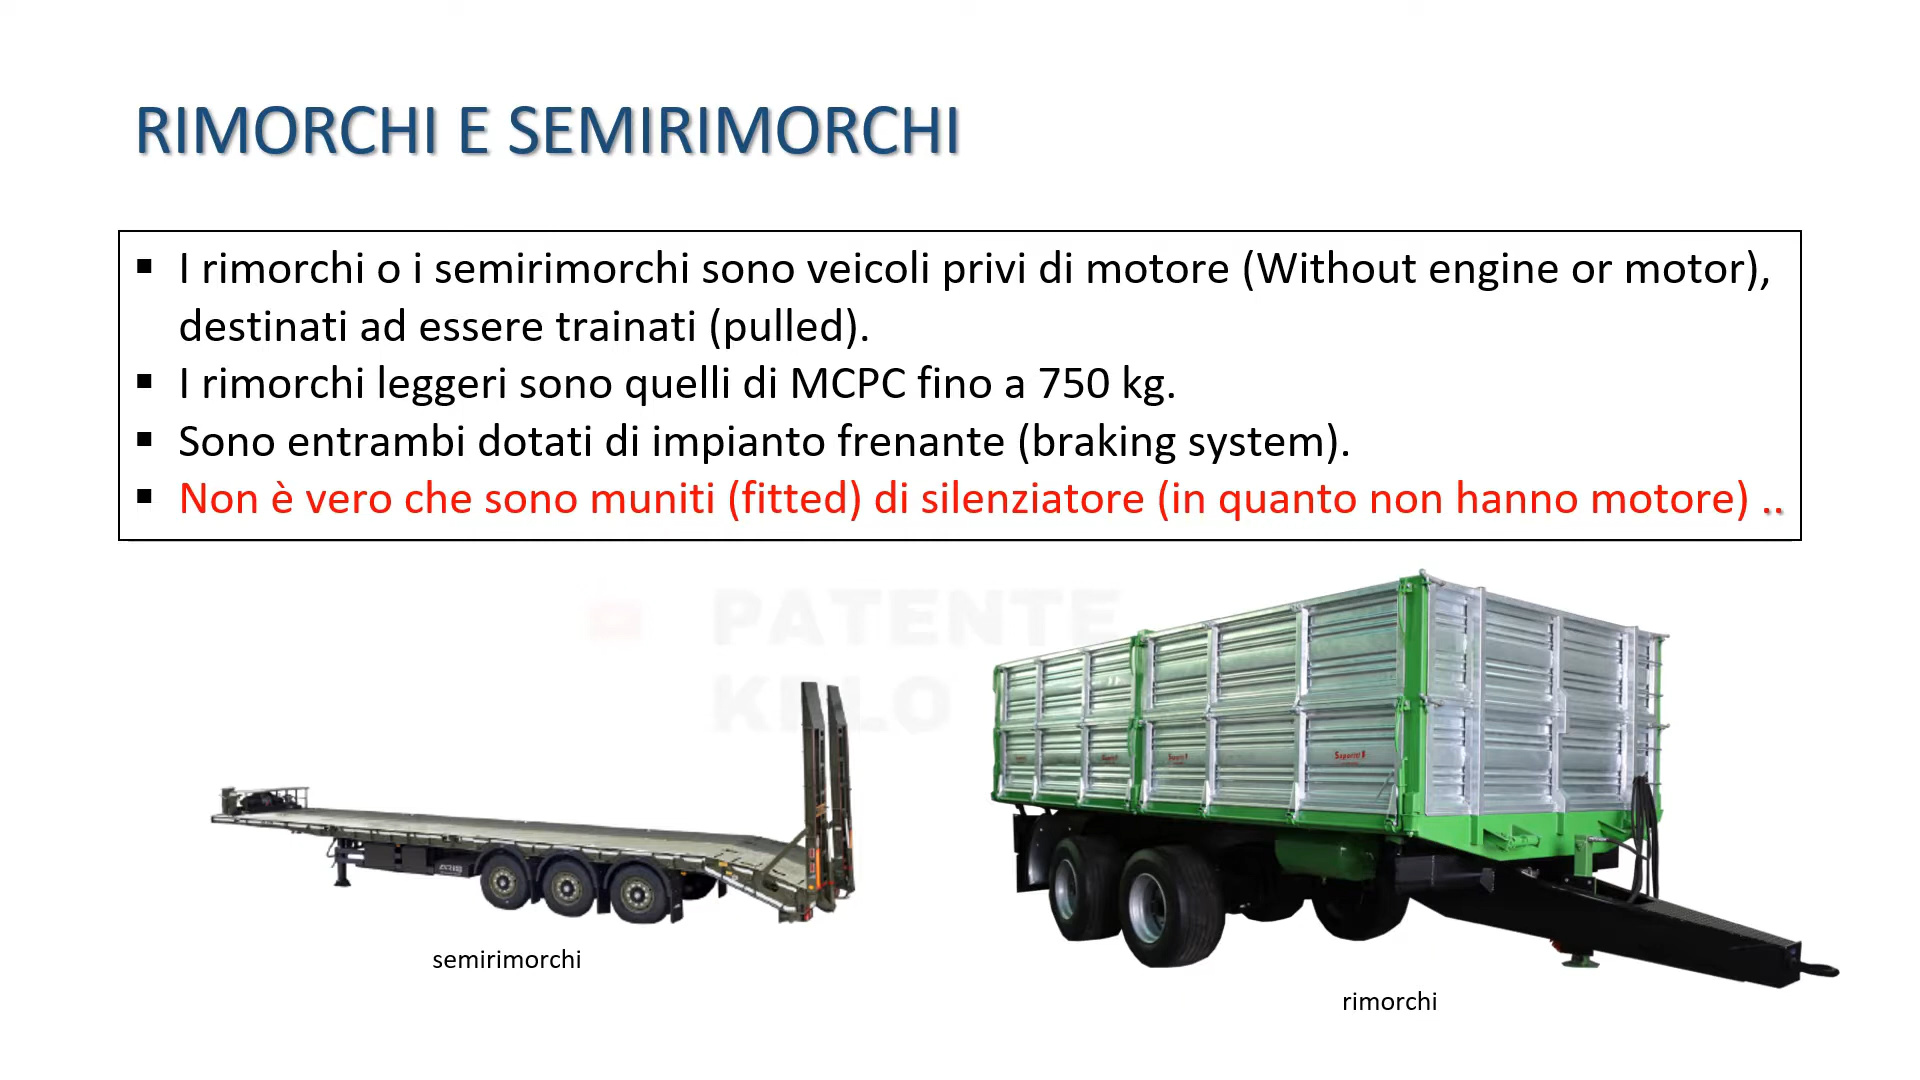 RIMORCHI E SEMIRIMORCHI
▪ I rimorchi o i semirimorchi sono veicoli privi di motore (Without engine or motor),
destinati ad essere trainati (pulled).
▪ I rimorchi leggeri sono quelli di MCPC fino a 750 kg.
▪ Sono entrambi dotati di impianto frenante (braking system).
▪ Non è vero che sono muniti (fitted) di silenziatore (in quanto non hanno motore) ..
PATENTE
semirimorchi
rimorchi